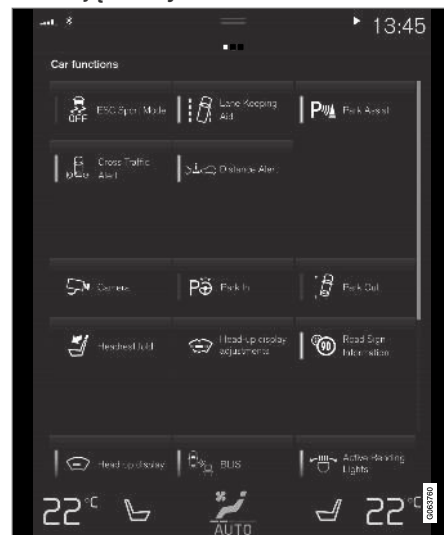 13:45
Car functions
OFF
ESC Sport Mode
Lane Keeping
Aid
P
Park Assist
Cross Traffic
Alert
Distance Alert
Camera
P
Park In
Park Out
Headrest fold
Head-up display
adjustments
90
Road Sign
Information
Head up display
BLIS
Active Bending
Lights
22°C
AUTO
22°C
G063760